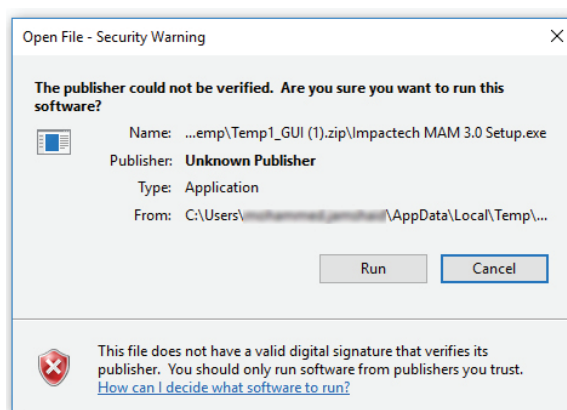 Open File - Security Warning
The publisher could not be verified. Are you sure you want to run this
software?
Name: ...emp\Temp1_GUI (1).zip\Impactech MAM 3.0 Setup.exe
Publisher: Unknown Publisher
Type: Application
From: C:\Users\ \AppData\Local\Temp\...
Run Cancel
This file does not have a valid digital signature that verifies its
publisher. You should only run software from publishers you trust.
How can I decide what software to run?